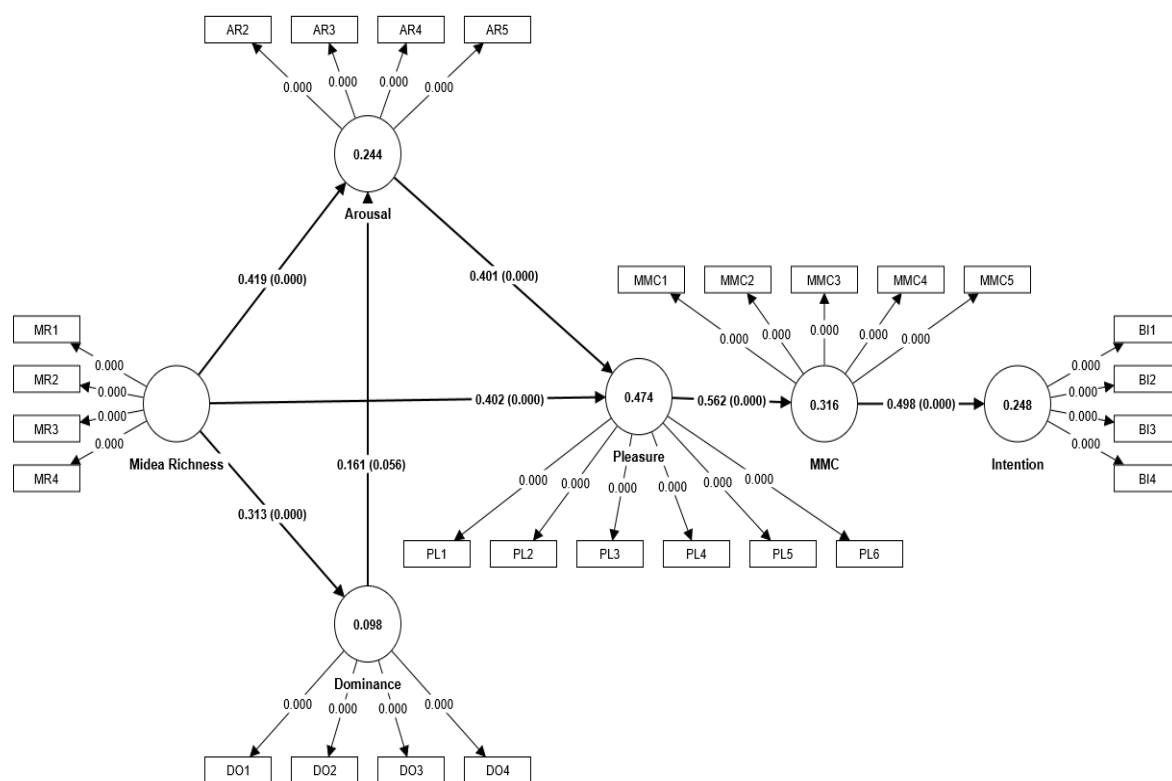 AR2 AR3 AR4 AR5
0.000 0.000 0.000 0.000
0.244
Arousal
0.419 (0.000) 0.401 (0.000)
MMC1 MMC2 MMC3 MMC4 MMC5
0.000 0.000 0.000 0.000 0.000
MR1
MR2
MR3
MR4
0.000
0.000
0.000
0.000
Midea Richness
0.402 (0.000)
0.474
Pleasure
0.562 (0.000)
0.316
MMC
0.498 (0.000)
0.248
Intention
0.000
0.000
0.000
0.000
BI1
BI2
BI3
BI4
0.161 (0.056)
0.313 (0.000)
0.000 0.000 0.000 0.000 0.000 0.000
PL1 PL2 PL3 PL4 PL5 PL6
0.098
Dominance
0.000 0.000 0.000 0.000
DO1 DO2 DO3 DO4